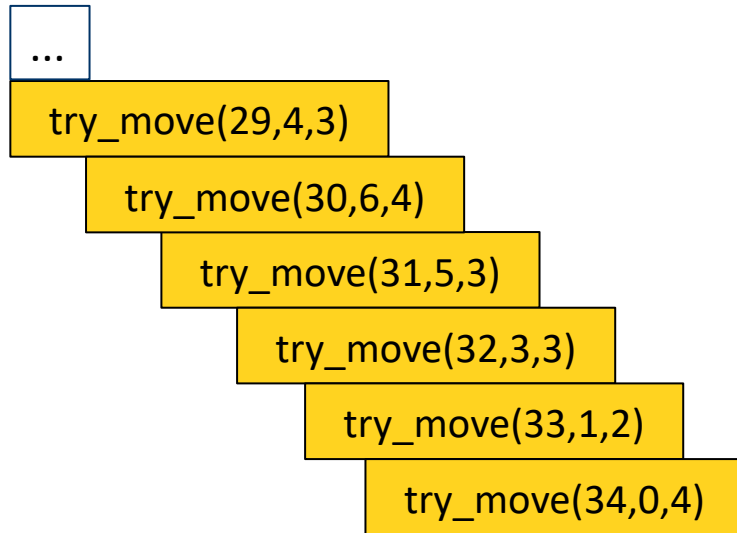 ...
try_move(29,4,3)
try_move(30,6,4)
try_move(31,5,3)
try_move(32,3,3)
try_move(33,1,2)
try_move(34,0,4)